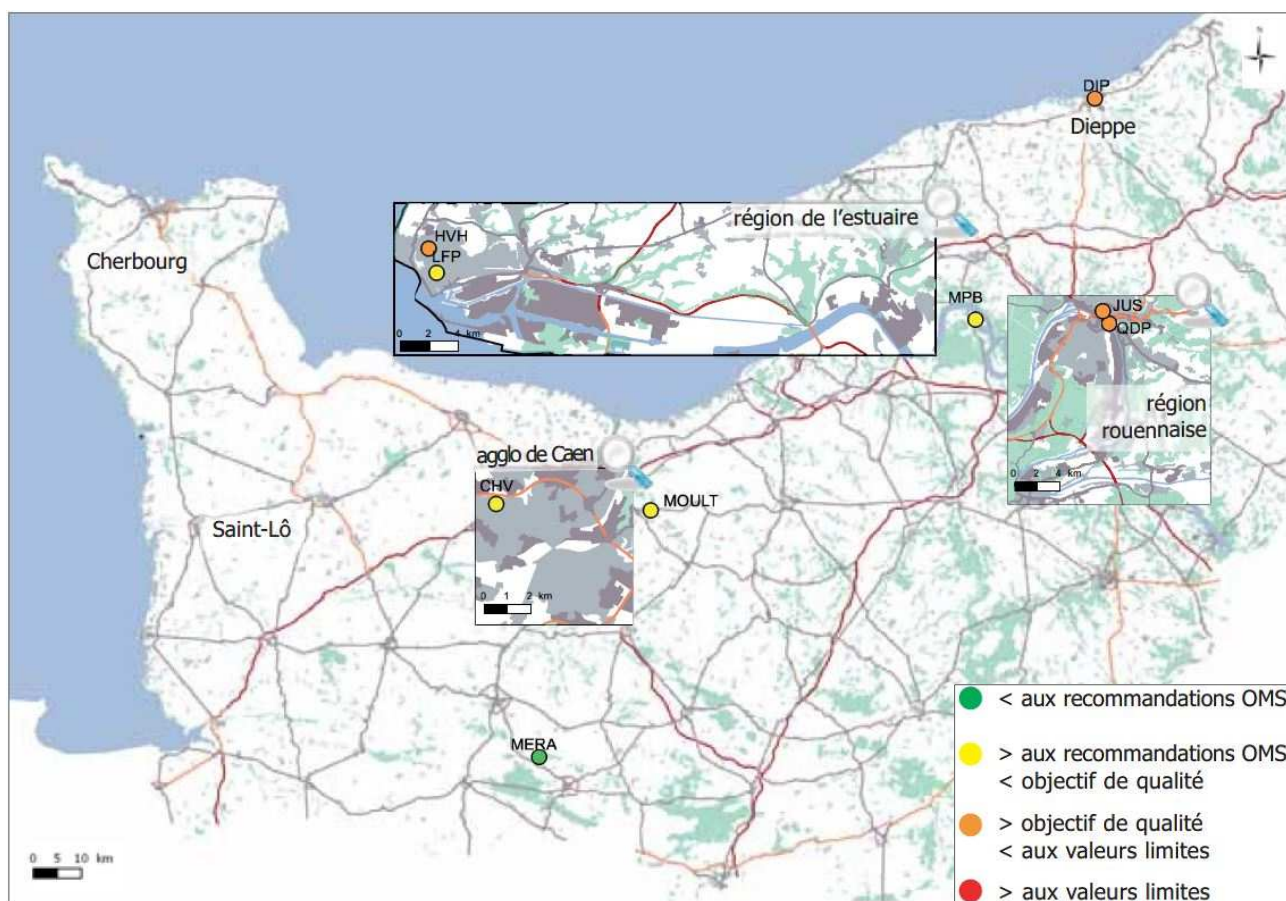 N
DIP
Dieppe
région de l'estuaire
HVH
LFP
0 2 4 km
Cherbourg
MPB
JUS
QDP
région
rouennaise
0 2 4 km
agglo de Caen
CHV
MOULT
0 1 2 km
Saint-Lô
MERA
0 5 10 km
< aux recommandations OMS
> aux recommandations OMS
< objectif de qualité
> objectif de qualité
< aux valeurs limites
> aux valeurs limites